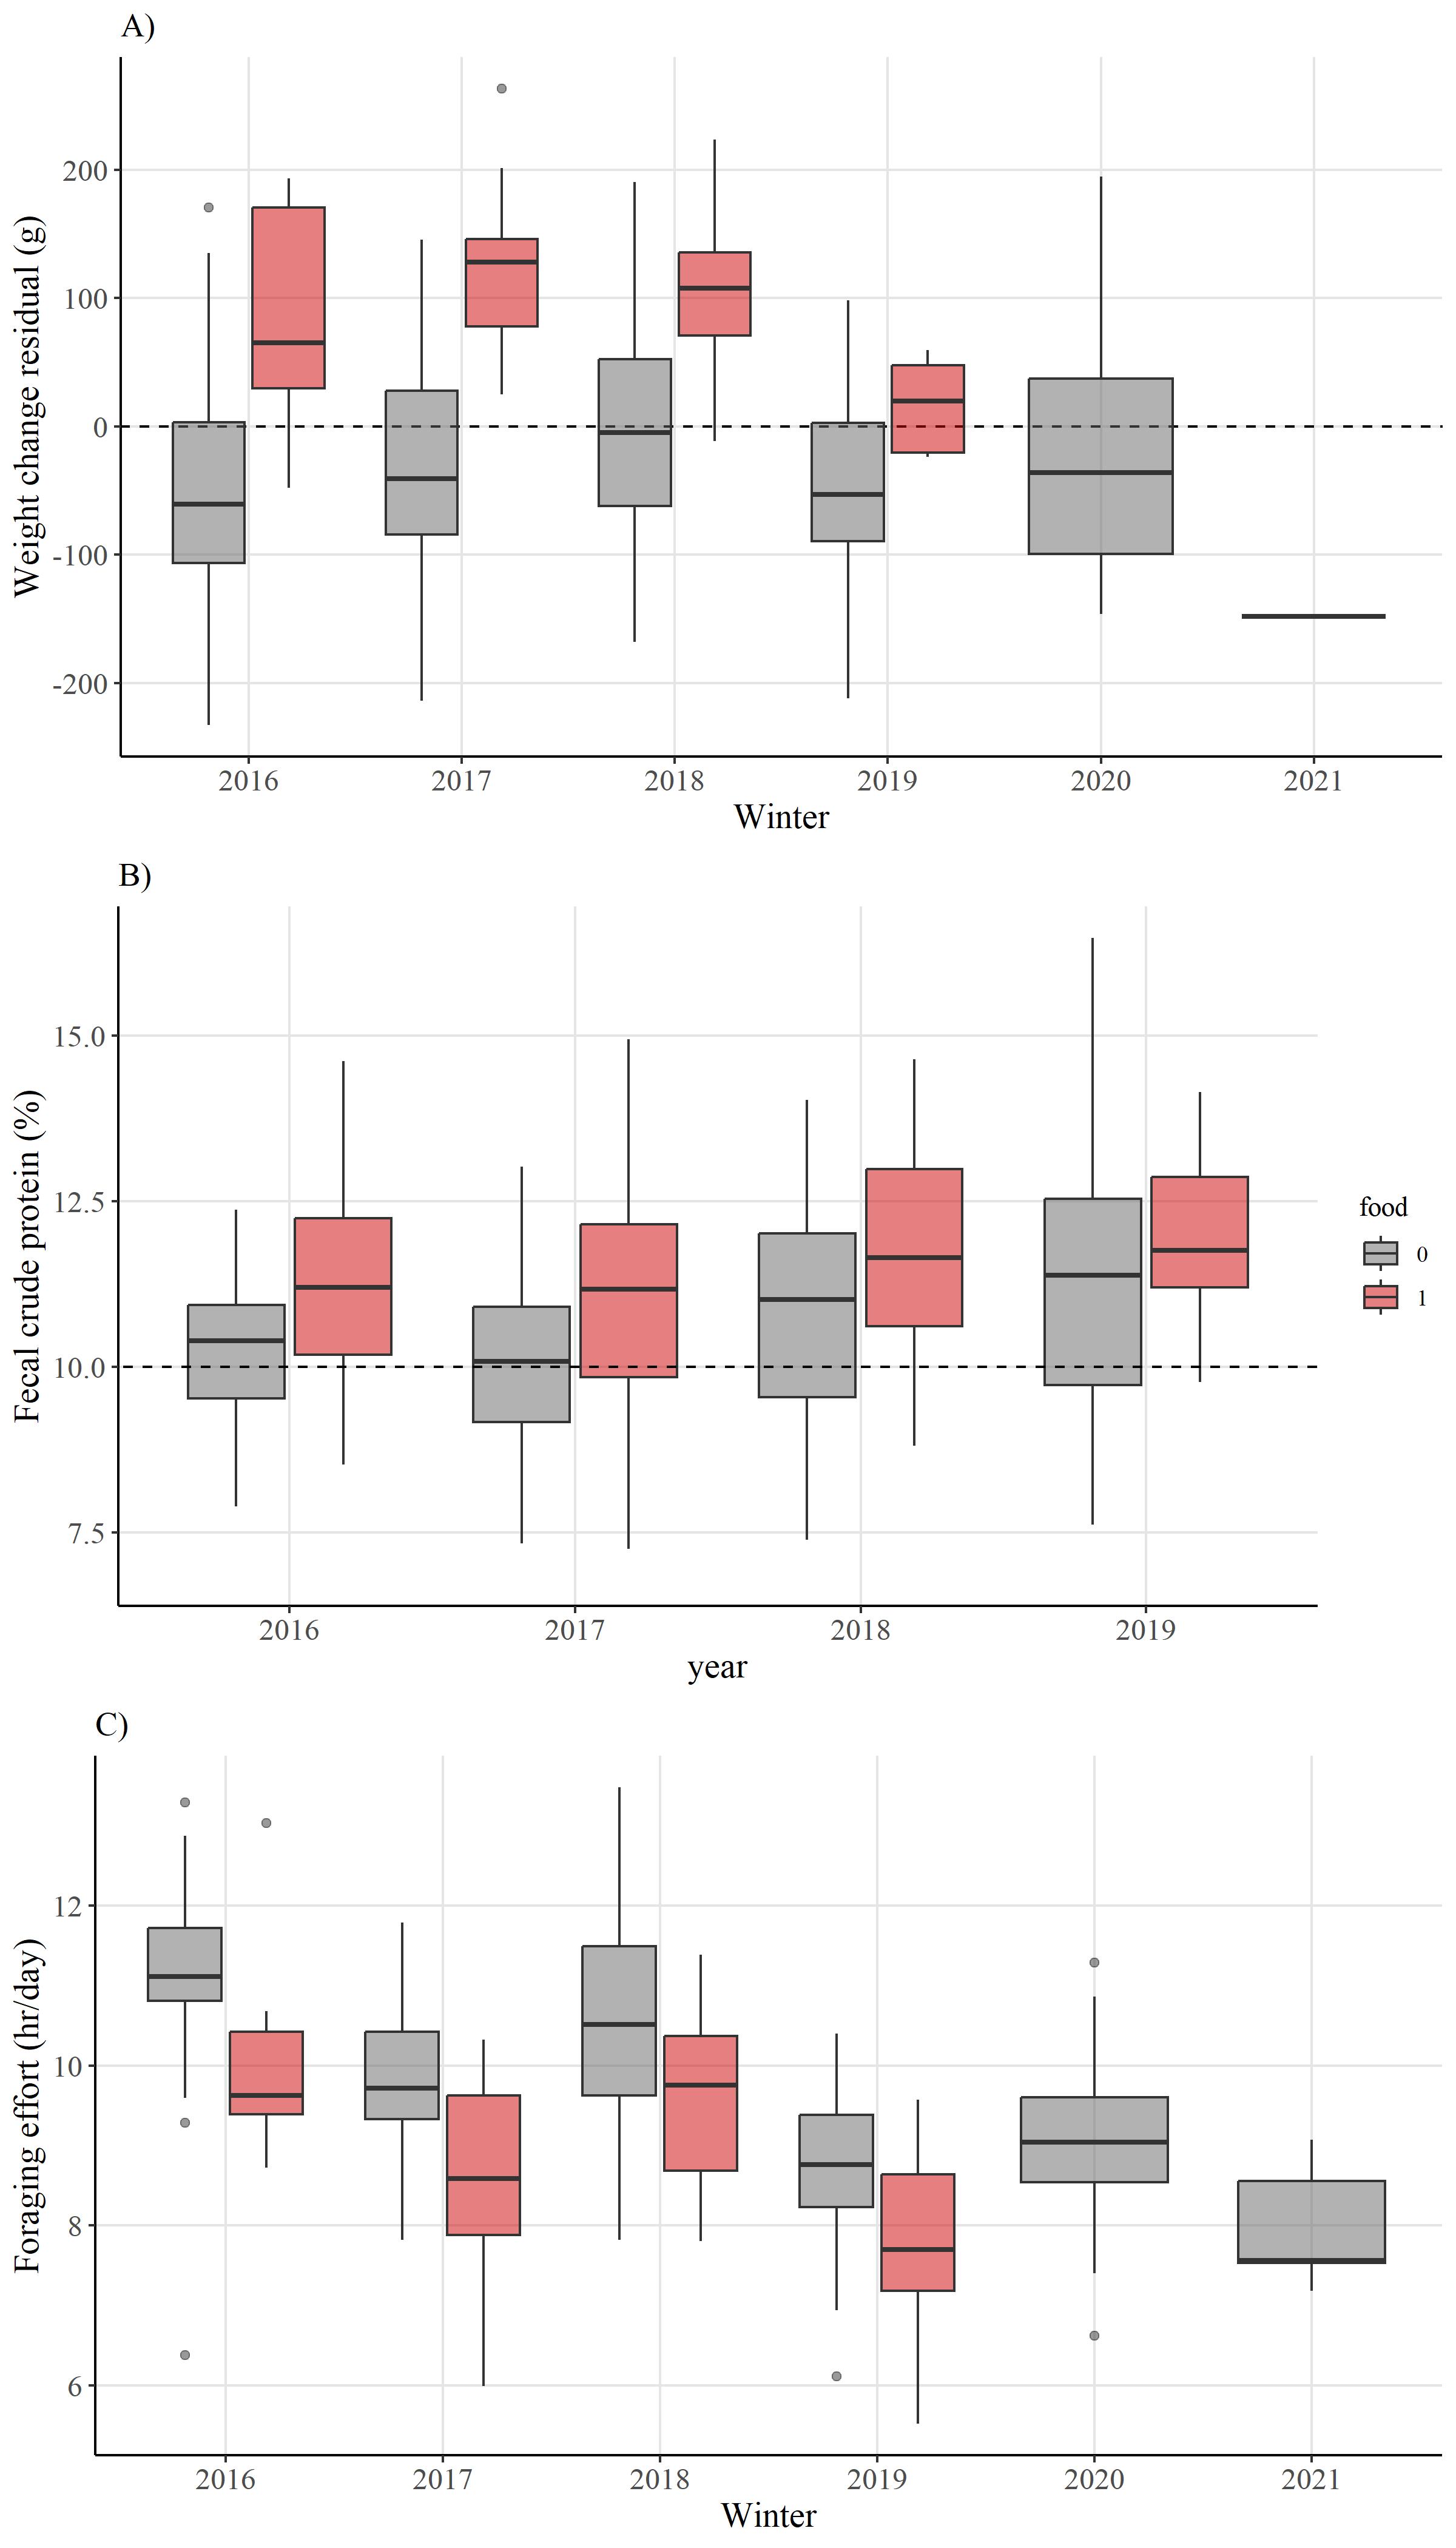 A)
Weight change residual (g)
200
100
0
-100
-200
2016 2017 2018 2019 2020 2021
Winter
B)
Fecal crude protein (%)
15.0
12.5
10.0
7.5
2016 2017 2018 2019
year
food
0
1
C)
Foraging effort (hr/day)
12
10
8
6
2016 2017 2018 2019 2020 2021
Winter